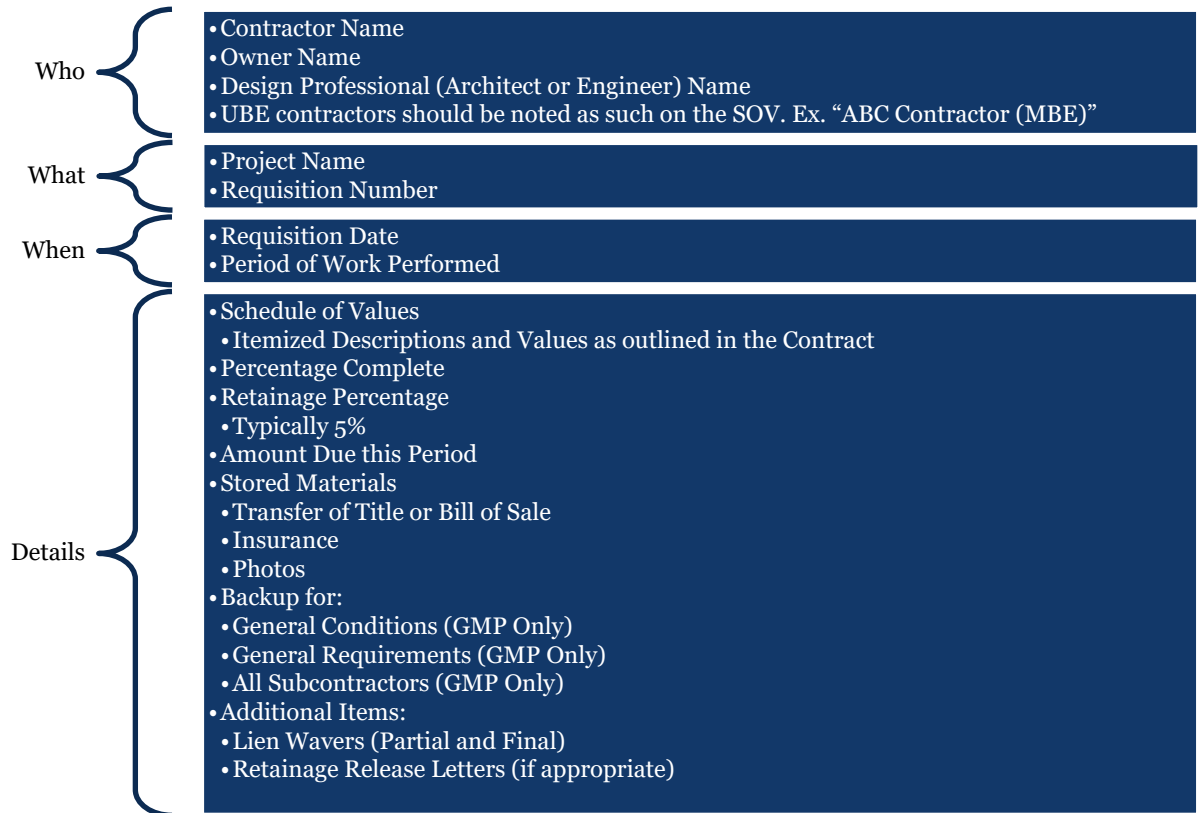 Who
•Contractor Name
•Owner Name
•Design Professional (Architect or Engineer) Name
•UBE contractors should be noted as such on the SOV. Ex. “ABC Contractor (MBE)”
What
•Project Name
•Requisition Number
When
•Requisition Date
•Period of Work Performed
Details
•Schedule of Values
•Itemized Descriptions and Values as outlined in the Contract
•Percentage Complete
•Retainage Percentage
•Typically 5%
•Amount Due this Period
•Stored Materials
•Transfer of Title or Bill of Sale
•Insurance
•Photos
•Backup for:
•General Conditions (GMP Only)
•General Requirements (GMP Only)
•All Subcontractors (GMP Only)
•Additional Items:
•Lien Wavers (Partial and Final)
•Retainage Release Letters (if appropriate)